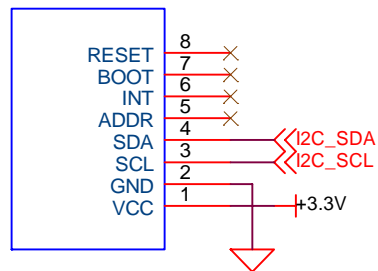 RESET 8
BOOT 7
INT 6
ADDR 5
SDA 4 I2C_SDA
SCL 3 I2C_SCL
GND 2
VCC 1 +3.3V